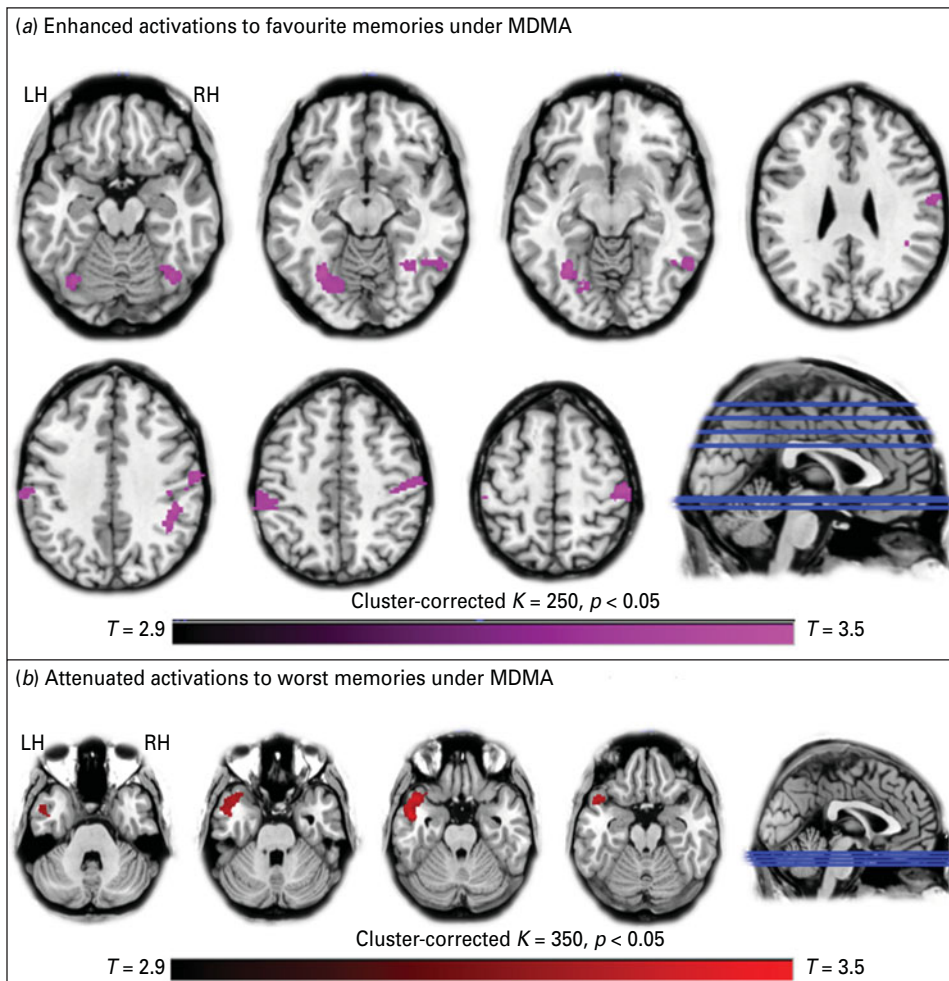 (a) Enhanced activations to favourite memories under MDMA
LH RH
Cluster-corrected K = 250, p < 0.05
T = 2.9 T = 3.5
(b) Attenuated activations to worst memories under MDMA
LH RH
Cluster-corrected K = 350, p < 0.05
T = 2.9 T = 3.5